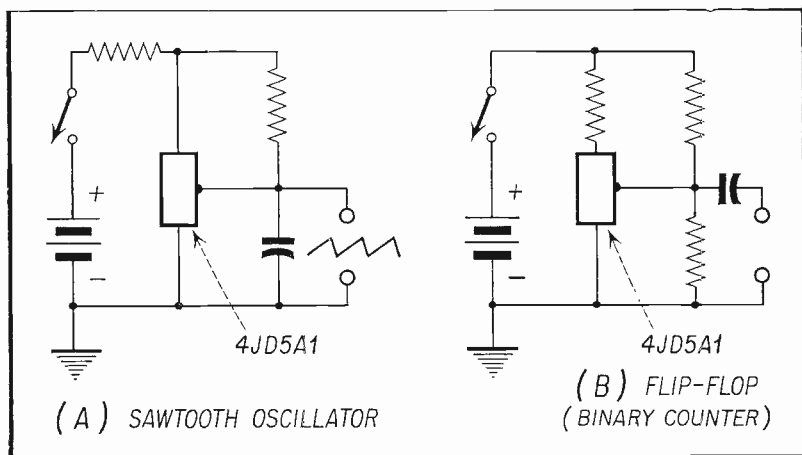 +
−
4JD5A1
(A) SAWTOOTH OSCILLATOR
+
−
4JD5A1
(B) FLIP-FLOP
(BINARY COUNTER)